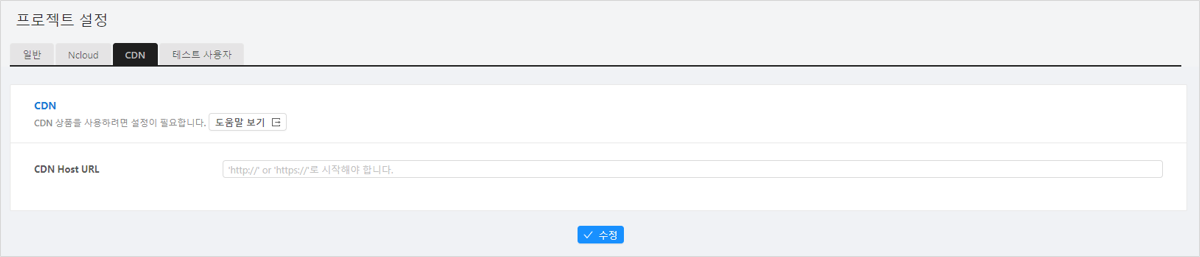 프로젝트 설정
일반 Ncloud CDN 테스트 사용자
CDN
CDN 상품을 사용하려면 설정이 필요합니다. 도움말 보기
CDN Host URL 'http://' or 'https://'로 시작해야 합니다.
수정